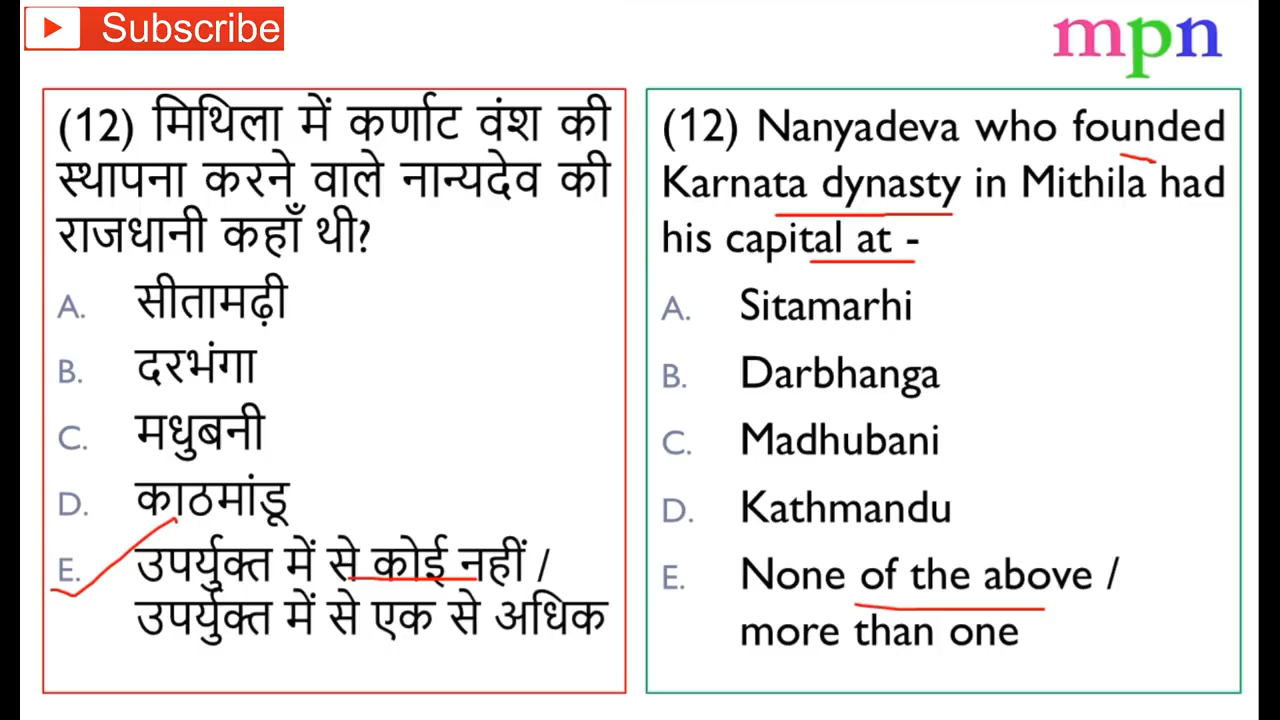 Subscribe
mpn
(12) मिथिला में कर्णाट वंश की
स्थापना करने वाले नान्यदेव की
राजधानी कहाँ थी?
A. सीतामढ़ी
B. दरभंगा
C. मधुबनी
D. काठमांडू
E. उपर्युक्त में से कोई नहीं /
उपर्युक्त में से एक से अधिक
(12) Nanyadeva who founded
Karnata dynasty in Mithila had
his capital at -
A. Sitamarhi
B. Darbhanga
C. Madhubani
D. Kathmandu
E. None of the above /
more than one